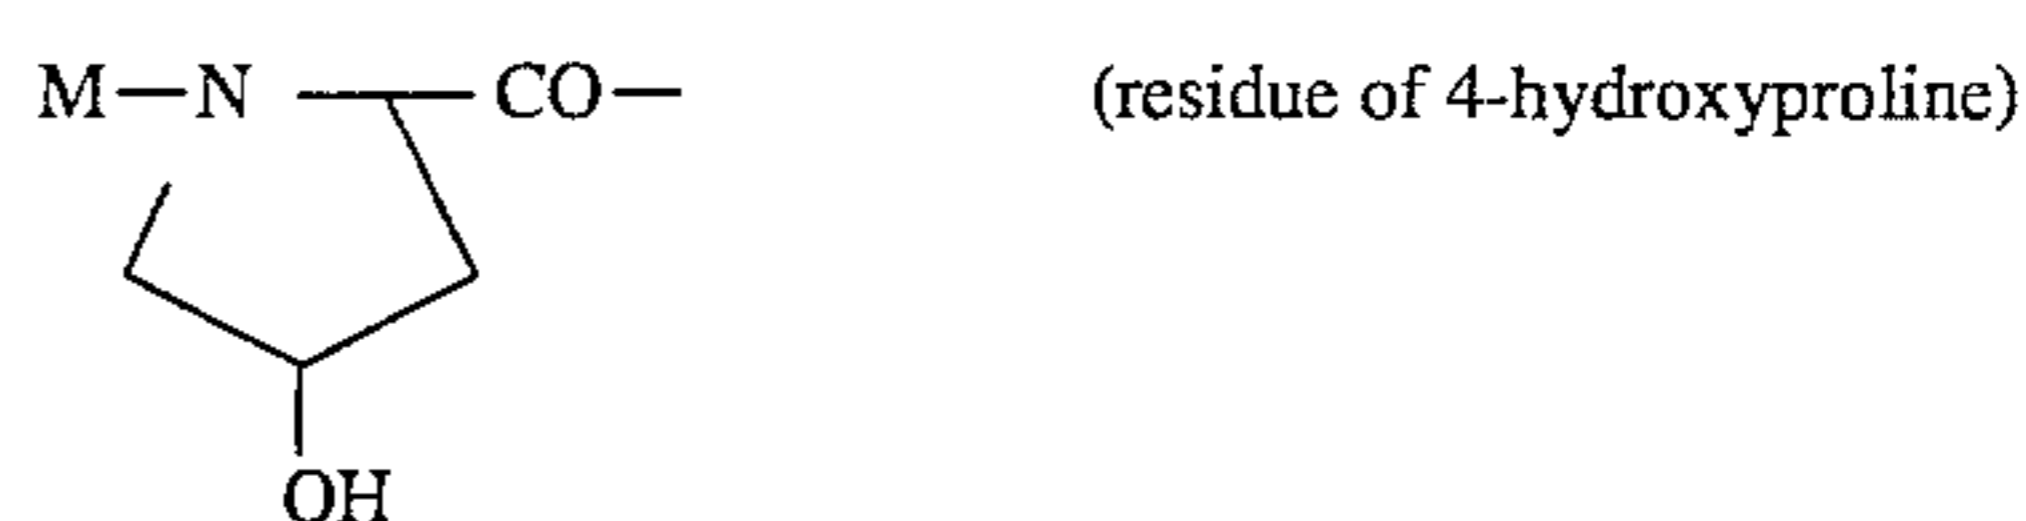 M—N — CO— (residue of 4-hydroxyproline)
OH